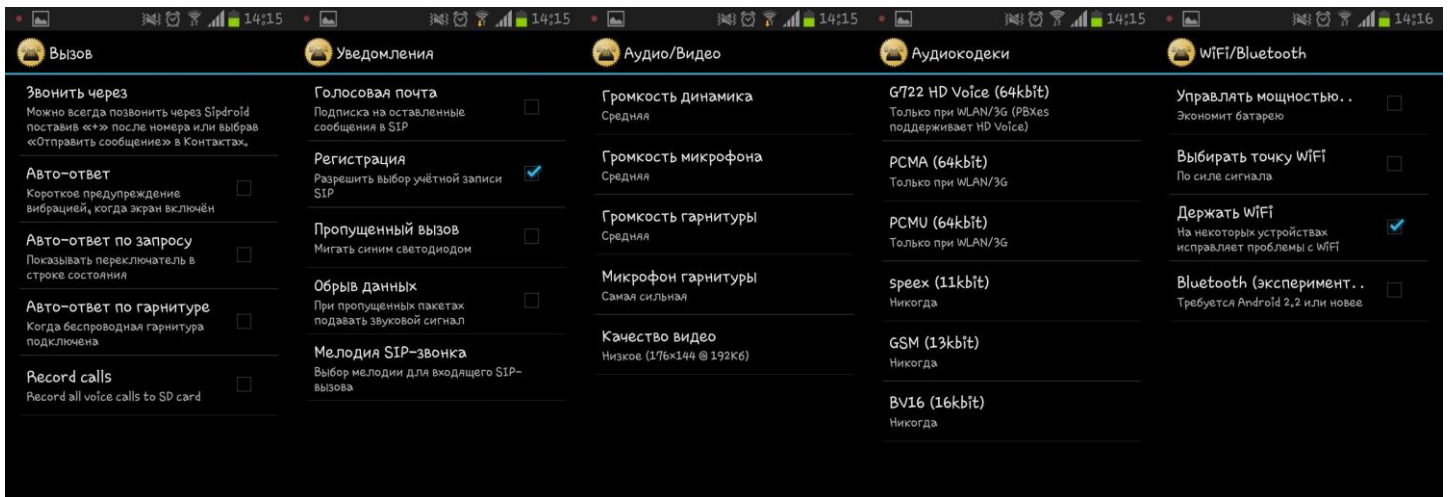 14:15
Вызов
Звонить через
Можно всегда позвонить через Sipdroid
поставив «+» после номера или выбрав
«Отправить сообщение» в Контактах.
Авто-ответ
Короткое предупреждение
вибрацией, когда экран включён
Авто-ответ по запросу
Показывать переключатель в
строке состояния
Авто-ответ по гарнитуре
Когда беспроводная гарнитура
подключена
Record calls
Record all voice calls to SD card
14:15
Уведомления
Голосовая почта
Подписка на оставленные
сообщения в SIP
Регистрация
Разрешить выбор учётной записи
SIP
Пропущенный вызов
Мигать синим светодиодом
Обрыв данных
При пропущенных пакетах
подавать звуковой сигнал
Мелодия SIP-звонка
Выбор мелодии для входящего SIP-
вызова
14:15
Аудио/Видео
Громкость динамика
Средняя
Громкость микрофона
Средняя
Громкость гарнитуры
Средняя
Микрофон гарнитуры
Самая сильная
Качество видео
Низкое (176x144 @ 192Кб)
14:15
Аудиокодеки
G722 HD Voice (64kbit)
Только при WLAN/3G (PBXes
поддерживает HD Voice)
PCMA (64kbit)
Только при WLAN/3G
PCMU (64kbit)
Только при WLAN/3G
speex (11kbit)
Никогда
GSM (13kbit)
Никогда
BV16 (16kbit)
Никогда
14:16
WiFi/Bluetooth
Управлять мощностью..
Экономит батарею
Выбирать точку WiFi
По силе сигнала
Держать WiFi
На некоторых устройствах
исправляет проблемы с WiFi
Bluetooth (эксперимент..
Требуется Android 2.2 или новее